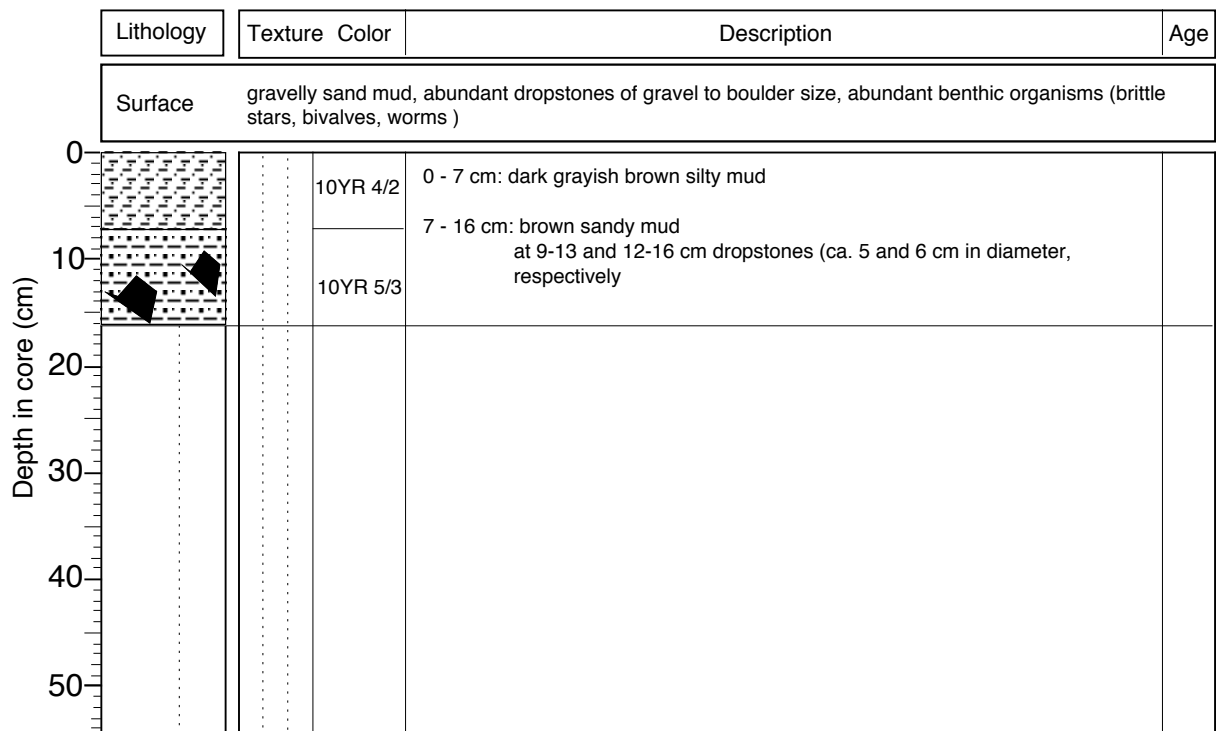 Lithology
Texture Color
Description
Age
Surface
gravelly sand mud, abundant dropstones of gravel to boulder size, abundant benthic organisms (brittle
stars, bivalves, worms )
0
10YR 4/2
0 - 7 cm: dark grayish brown silty mud
7 - 16 cm: brown sandy mud
10
at 9-13 and 12-16 cm dropstones (ca. 5 and 6 cm in diameter,
respectively
10YR 5/3
20
30
40
50
Depth in core (cm)